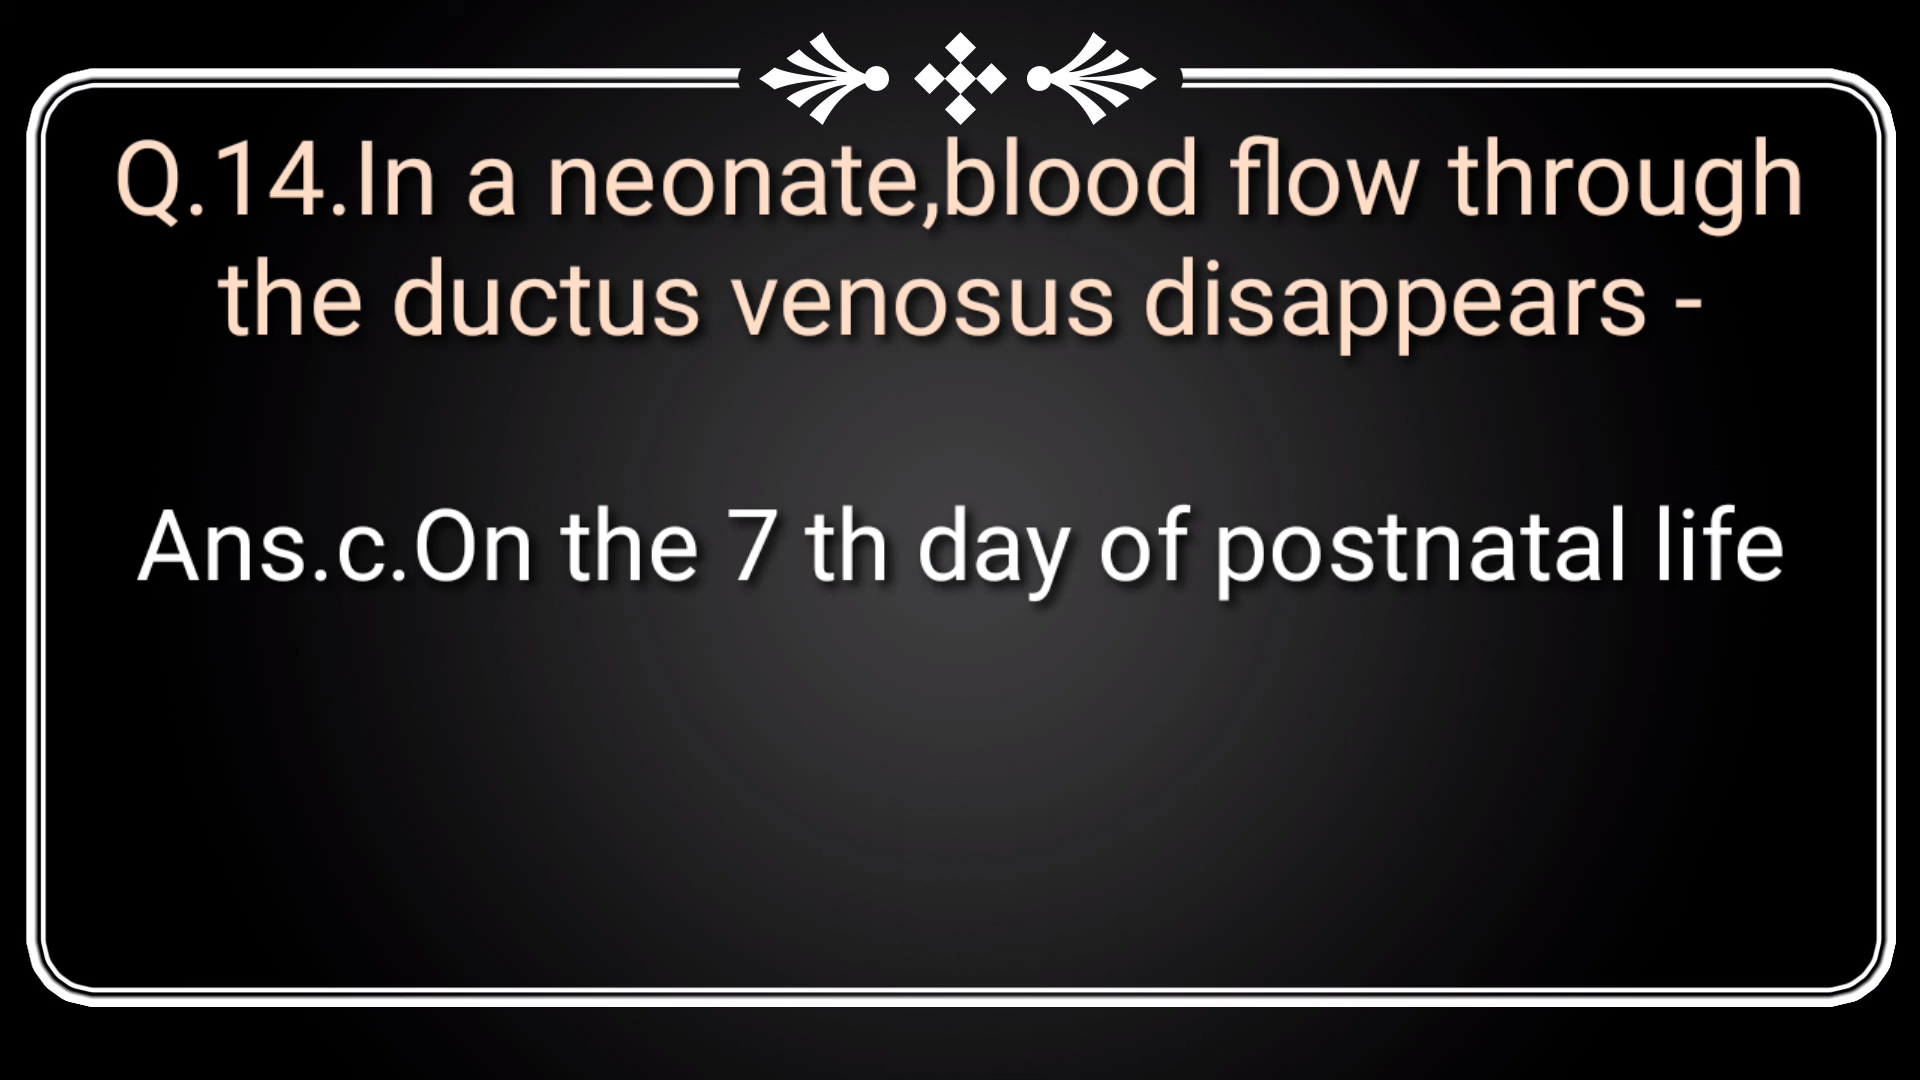 Q.14.In a neonate,blood flow through
the ductus venosus disappears -
Ans.c.On the 7 th day of postnatal life